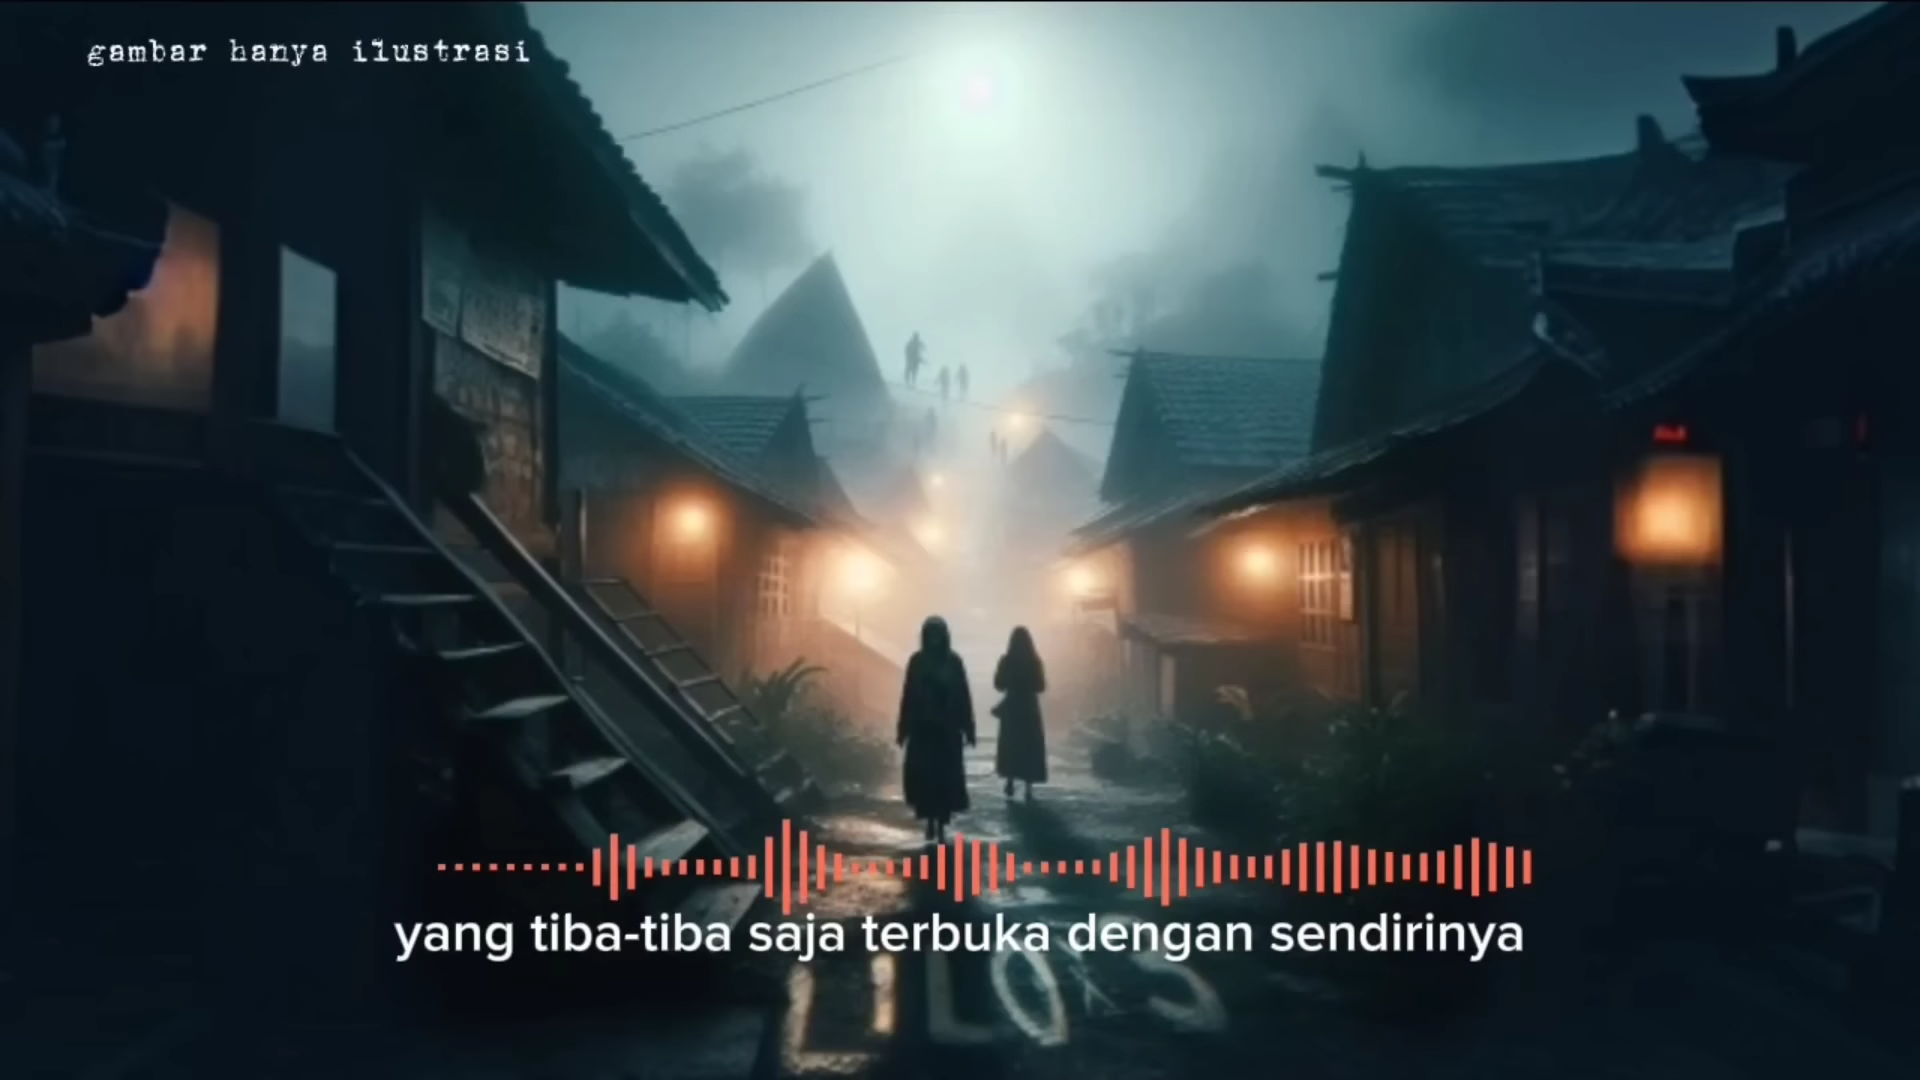 gambar hanya ilustrasi
yang tiba-tiba saja terbuka dengan sendirinya